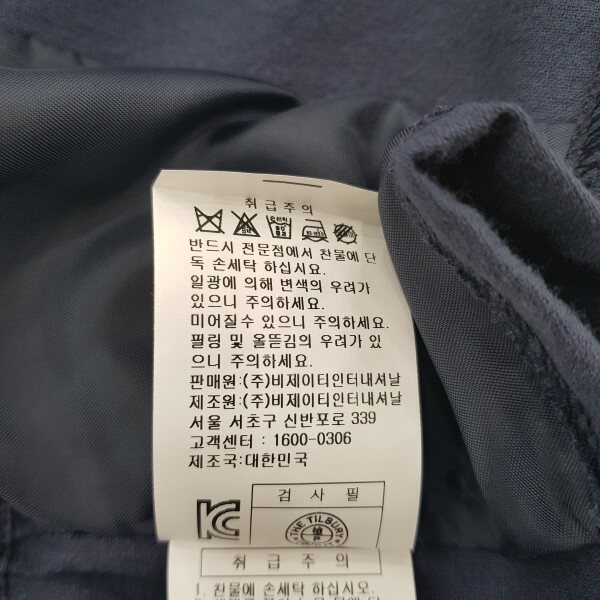 취급주의
반드시 전문점에서 찬물에 단
독 손세탁 하십시요.
일광에 의해 변색의 우려가
있으니 주의하세요.
미어질수 있으니 주의하세요.
필링 및 올뜯김의 우려가 있
으니 주의하세요.
판매원:(주)비제이티인터내셔날
제조원:(주)비제이티인터내셔날
서울 서초구 신반포로 339
고객센터 : 1600-0306
제조국:대한민국
검사필
THE TILBURY
취급주의
1. 찬물에 손세탁 하십시오.